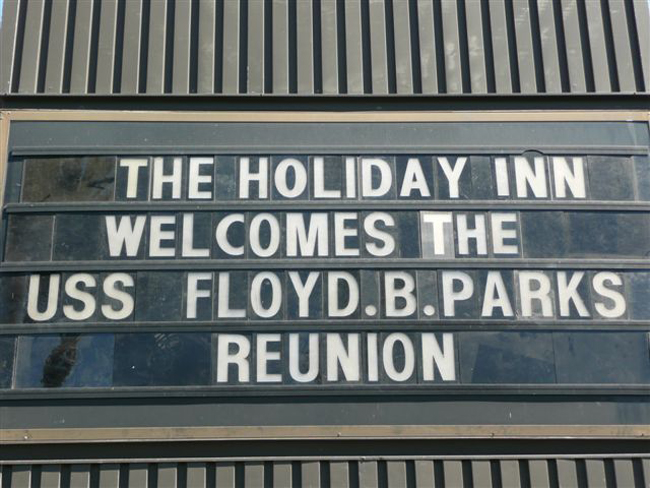 THE HOLIDAY INN
WELCOMES THE
USS FLOYD.B.PARKS
REUNION